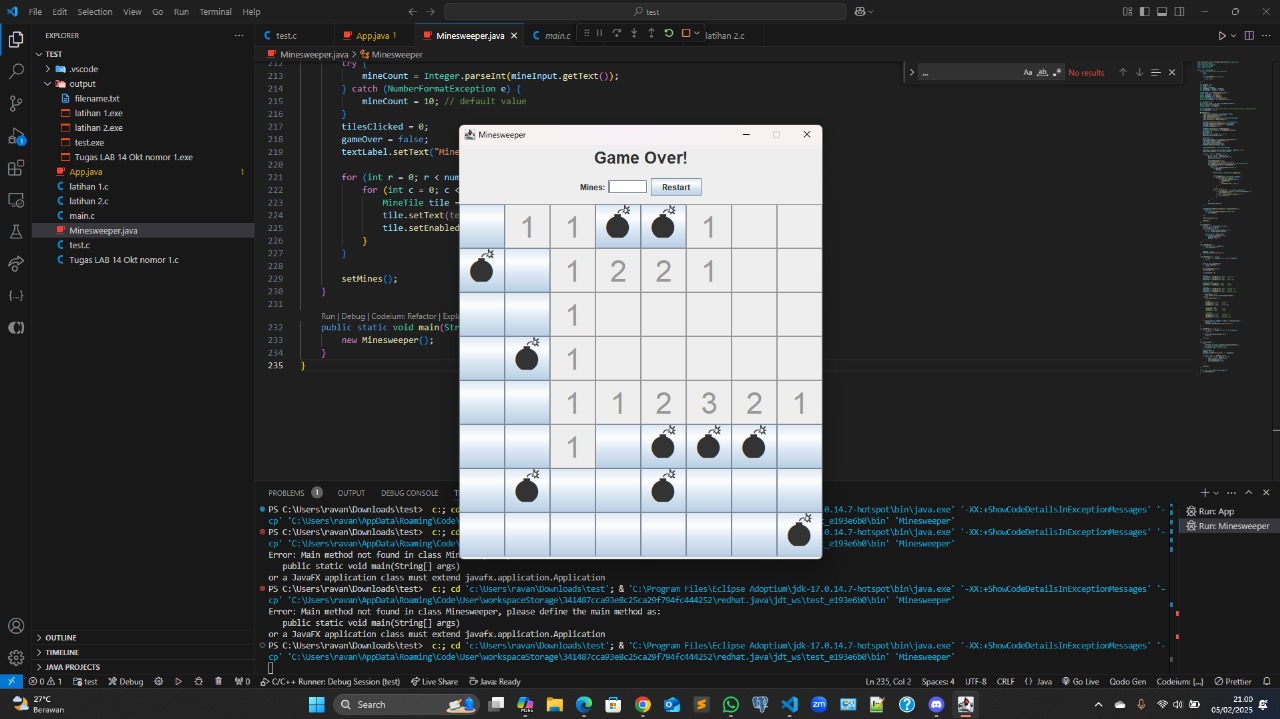 File Edit Selection View Go Run Terminal Help
test
EXPLORER
TEST
.vscode
output
filename.txt
latihan 1.exe
latihan 2.exe
test.exe
Tugas LAB 14 Okt nomor 1.exe
App.java 1
latihan 1.c
latihan 2.c
main.c
Minesweeper.java
test.c
Tugas LAB 14 Okt nomor 1.c
OUTLINE
TIMELINE
JAVA PROJECTS
test.c App.java 1 Minesweeper.java main.c latihan 2.c
Minesweeper.java > Minesweeper
... Aa ab No results
212 try {
213 mineCount = Integer.parseInt(mineInput.getText());
214 } catch (NumberFormatException e) {
215 mineCount = 10; // default value
216 }
217 tilesClicked = 0;
218 gameOver = false;
219 textLabel.setText("Mine
220
221 for (int r = 0; r < num
222 for (int c = 0; c <
223 MineTile tile =
224 tile.setText(te
225 tile.setEnabled
226 }
227 }
228
229 setMines();
230 }
231
Run | Debug | Codeium: Refactor | Expla
232 public static void main(Str
233 new Minesweeper();
234 }
235 }
Minesweeper
Game Over!
Mines: Restart
1 1 1
1 2 2 1
1
1
1 1 2 3 2 1
1
PROBLEMS 1 OUTPUT DEBUG CONSOLE
PS C:\Users\ravan\Downloads\test> c:; cd
.0.14.7-hotspot\bin\java.exe' '-XX:+ShowCodeDetailsInExceptionMessages' '-
cp' 'C:\Users\ravan\AppData\Roaming\Code\User
_e193e6b0\bin' 'Minesweeper'
PS C:\Users\ravan\Downloads\test> c:; cd
.0.14.7-hotspot\bin\java.exe' '-XX:+ShowCodeDetailsInExceptionMessages' '-
cp' 'C:\Users\ravan\AppData\Roaming\Code\User
_e193e6b0\bin' 'Minesweeper'
Error: Main method not found in class Min
public static void main(String[] args)
or a JavaFX application class must extend javafx.application.Application
PS C:\Users\ravan\Downloads\test> c:; cd 'c:\Users\ravan\Downloads\test'; & 'C:\Program Files\Eclipse Adoptium\jdk-17.0.14.7-hotspot\bin\java.exe' '-XX:+ShowCodeDetailsInExceptionMessages' '-
cp' 'C:\Users\ravan\AppData\Roaming\Code\User\workspaceStorage\341487cca93e8c25ca29f794fc444252\redhat.java\jdt_ws\test_e193e6b0\bin' 'Minesweeper'
Error: Main method not found in class Minesweeper, please define the main method as:
public static void main(String[] args)
or a JavaFX application class must extend javafx.application.Application
PS C:\Users\ravan\Downloads\test> c:; cd 'c:\Users\ravan\Downloads\test'; & 'C:\Program Files\Eclipse Adoptium\jdk-17.0.14.7-hotspot\bin\java.exe' '-XX:+ShowCodeDetailsInExceptionMessages' '-
cp' 'C:\Users\ravan\AppData\Roaming\Code\User\workspaceStorage\341487cca93e8c25ca29f794fc444252\redhat.java\jdt_ws\test_e193e6b0\bin' 'Minesweeper'
Run: App
Run: Minesweeper
0 1 test Debug 0 C/C++ Runner: Debug Session (test) Live Share Java: Ready Ln 235, Col 2 Spaces: 4 UTF-8 CRLF {} Java Go Live Qodo Gen Codeium: {...} Prettier
27°C
Berawan
Search
21.00
05/02/2025